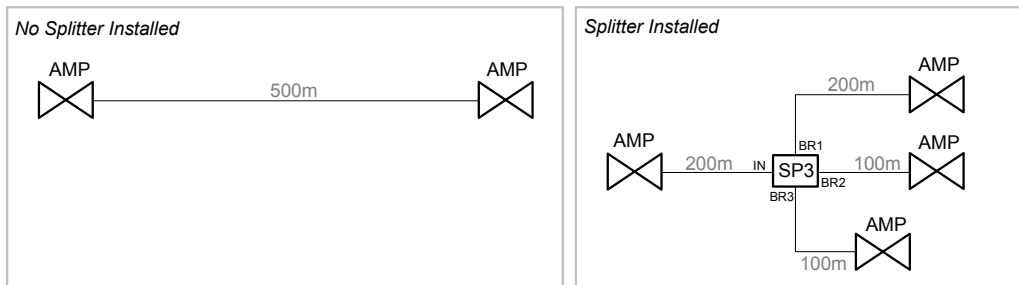 No Splitter Installed
AMP
AMP
500m
Splitter Installed
AMP
200m
AMP
200m
IN
SP3
BR1
BR2
BR3
100m
AMP
AMP
100m